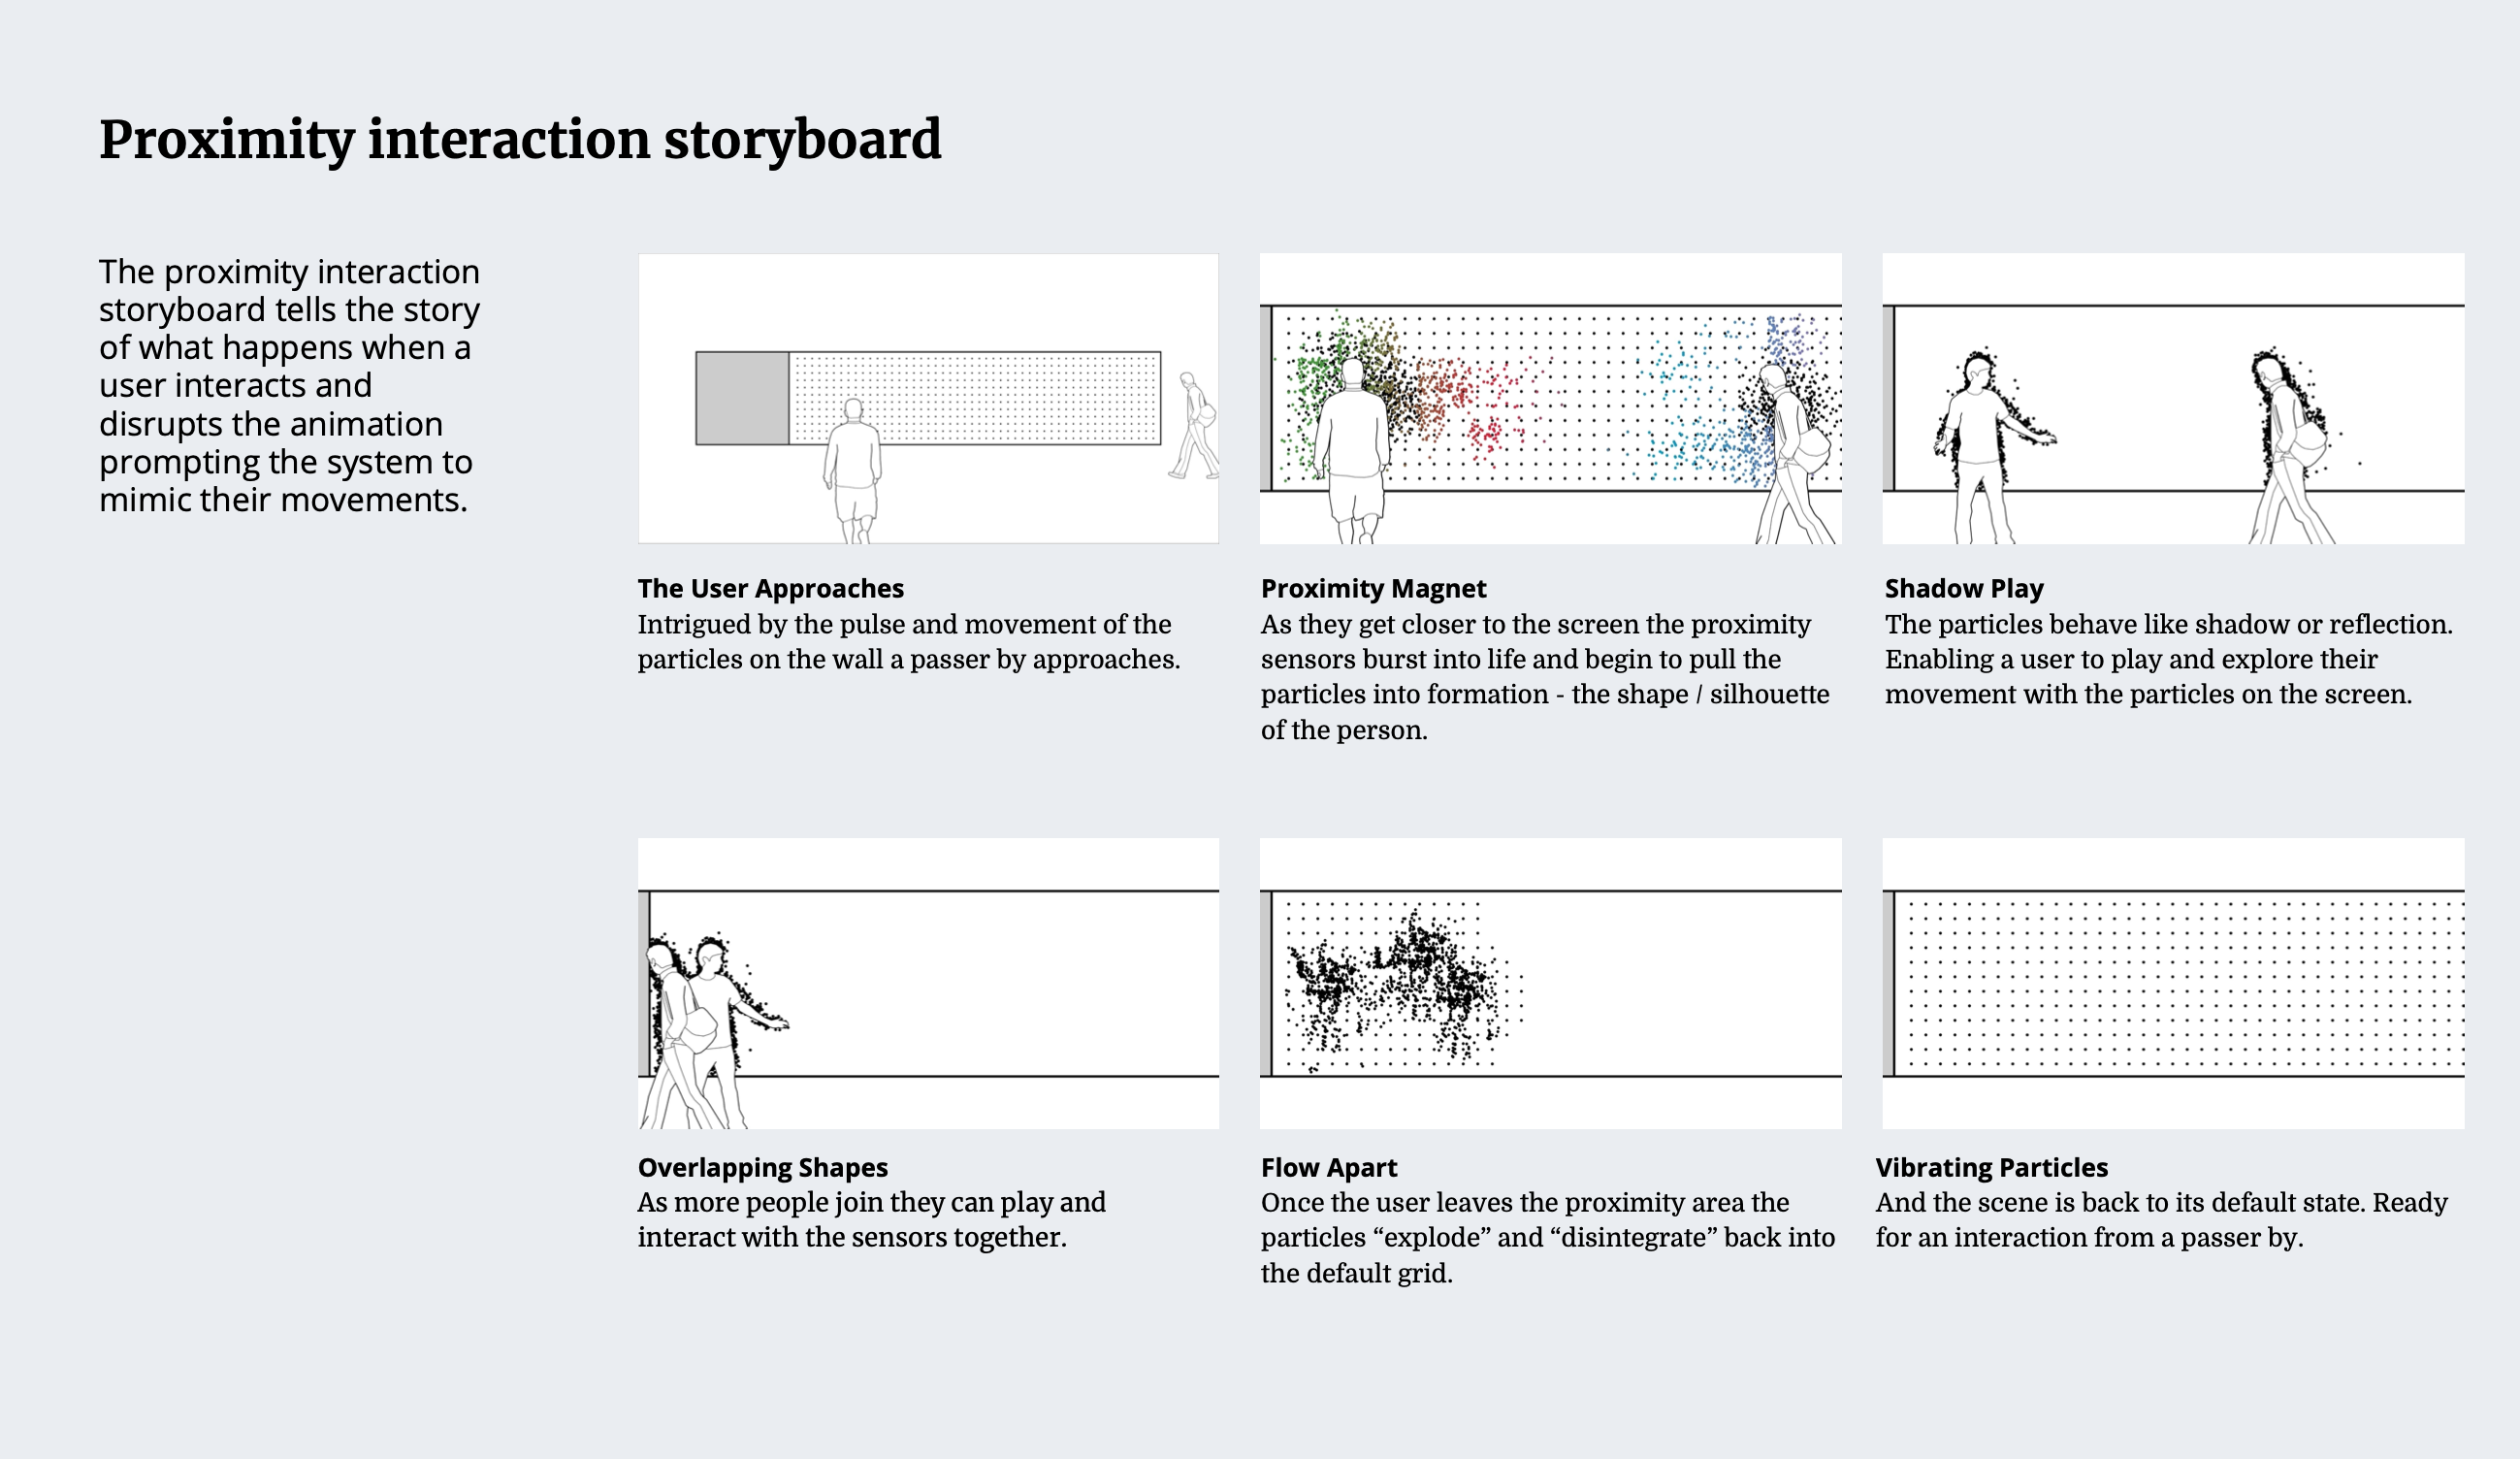 Proximity interaction storyboard
The proximity interaction
storyboard tells the story
of what happens when a
user interacts and
disrupts the animation
prompting the system to
mimic their movements.
The User Approaches
Intrigued by the pulse and movement of the
particles on the wall a passer by approaches.
Proximity Magnet
As they get closer to the screen the proximity
sensors burst into life and begin to pull the
particles into formation - the shape / silhouette
of the person.
Shadow Play
The particles behave like shadow or reflection.
Enabling a user to play and explore their
movement with the particles on the screen.
Overlapping Shapes
As more people join they can play and
interact with the sensors together.
Flow Apart
Once the user leaves the proximity area the
particles “explode” and “disintegrate” back into
the default grid.
Vibrating Particles
And the scene is back to its default state. Ready
for an interaction from a passer by.